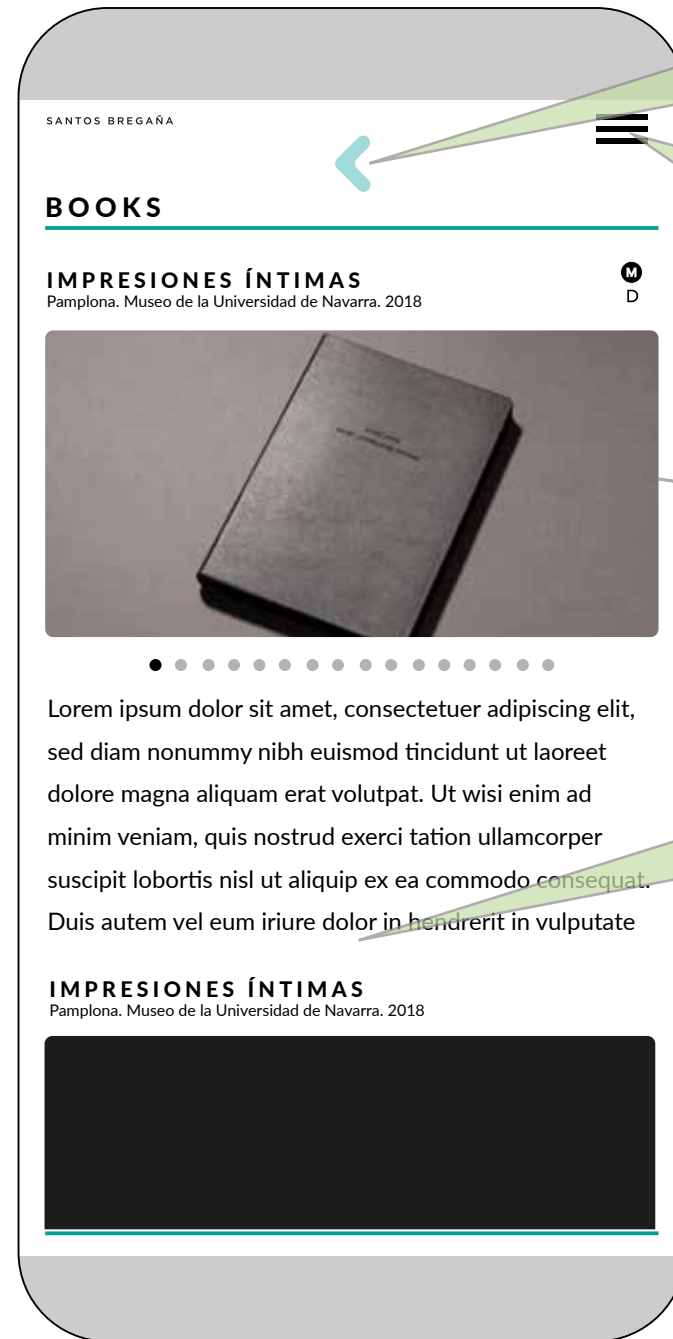 SANTOS BREGAÑA
BOOKS
IMPRESIONES ÍNTIMAS
Pamplona. Museo de la Universidad de Navarra. 2018
M
D
Lorem ipsum dolor sit amet, consectetuer adipiscing elit,
sed diam nonummy nibh euismod tincidunt ut laoreet
dolore magna aliquam erat volutpat. Ut wisi enim ad
minim veniam, quis nostrud exerci tation ullamcorper
suscipit lobortis nisl ut aliquip ex ea commodo consequat.
Duis autem vel eum iriure dolor in hendrerit in vulputate
IMPRESIONES ÍNTIMAS
Pamplona. Museo de la Universidad de Navarra. 2018